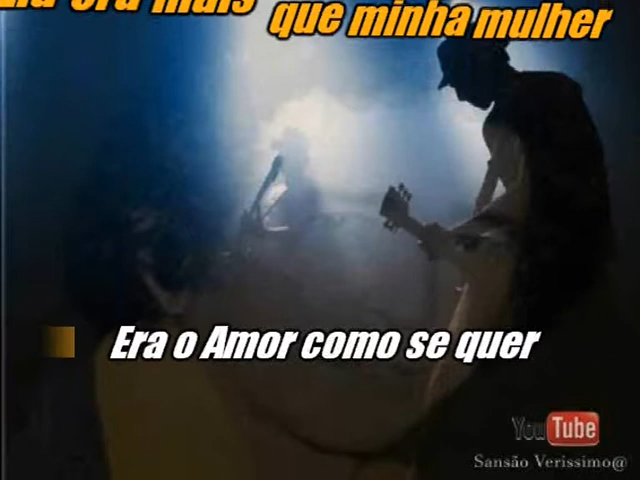 que minha mulher
Era o Amor como se quer
YouTube
Sansão Verissimo@